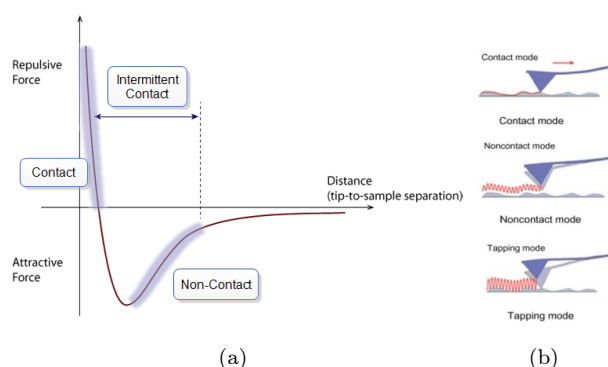 Repulsive
Force
Intermittent
Contact
Contact
Distance
(tip-to-sample separation)
Attractive
Force
Non-Contact
(a)
Contact mode
Contact mode
Noncontact mode
Noncontact mode
Tapping mode
Tapping mode
(b)